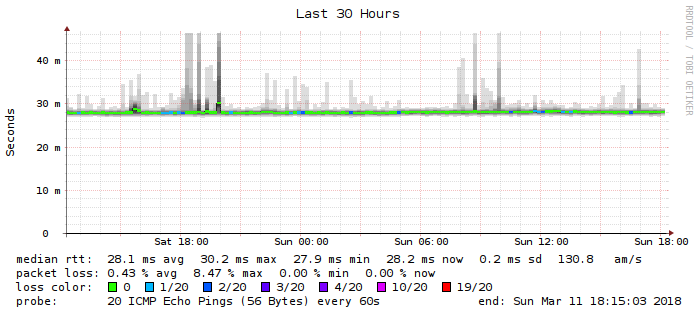 Last 30 Hours
RRDTOOL / TOBI OETIKER
Seconds
40 m
30 m
20 m
10 m
0
Sat 18:00 Sun 00:00 Sun 06:00 Sun 12:00 Sun 18:00
median rtt: 28.1 ms avg 30.2 ms max 27.9 ms min 28.2 ms now 0.2 ms sd 130.8 am/s
packet loss: 0.43 % avg 8.47 % max 0.00 % min 0.00 % now
loss color: 0 1/20 2/20 3/20 4/20 10/20 19/20
probe: 20 ICMP Echo Pings (56 Bytes) every 60s end: Sun Mar 11 18:15:03 2018